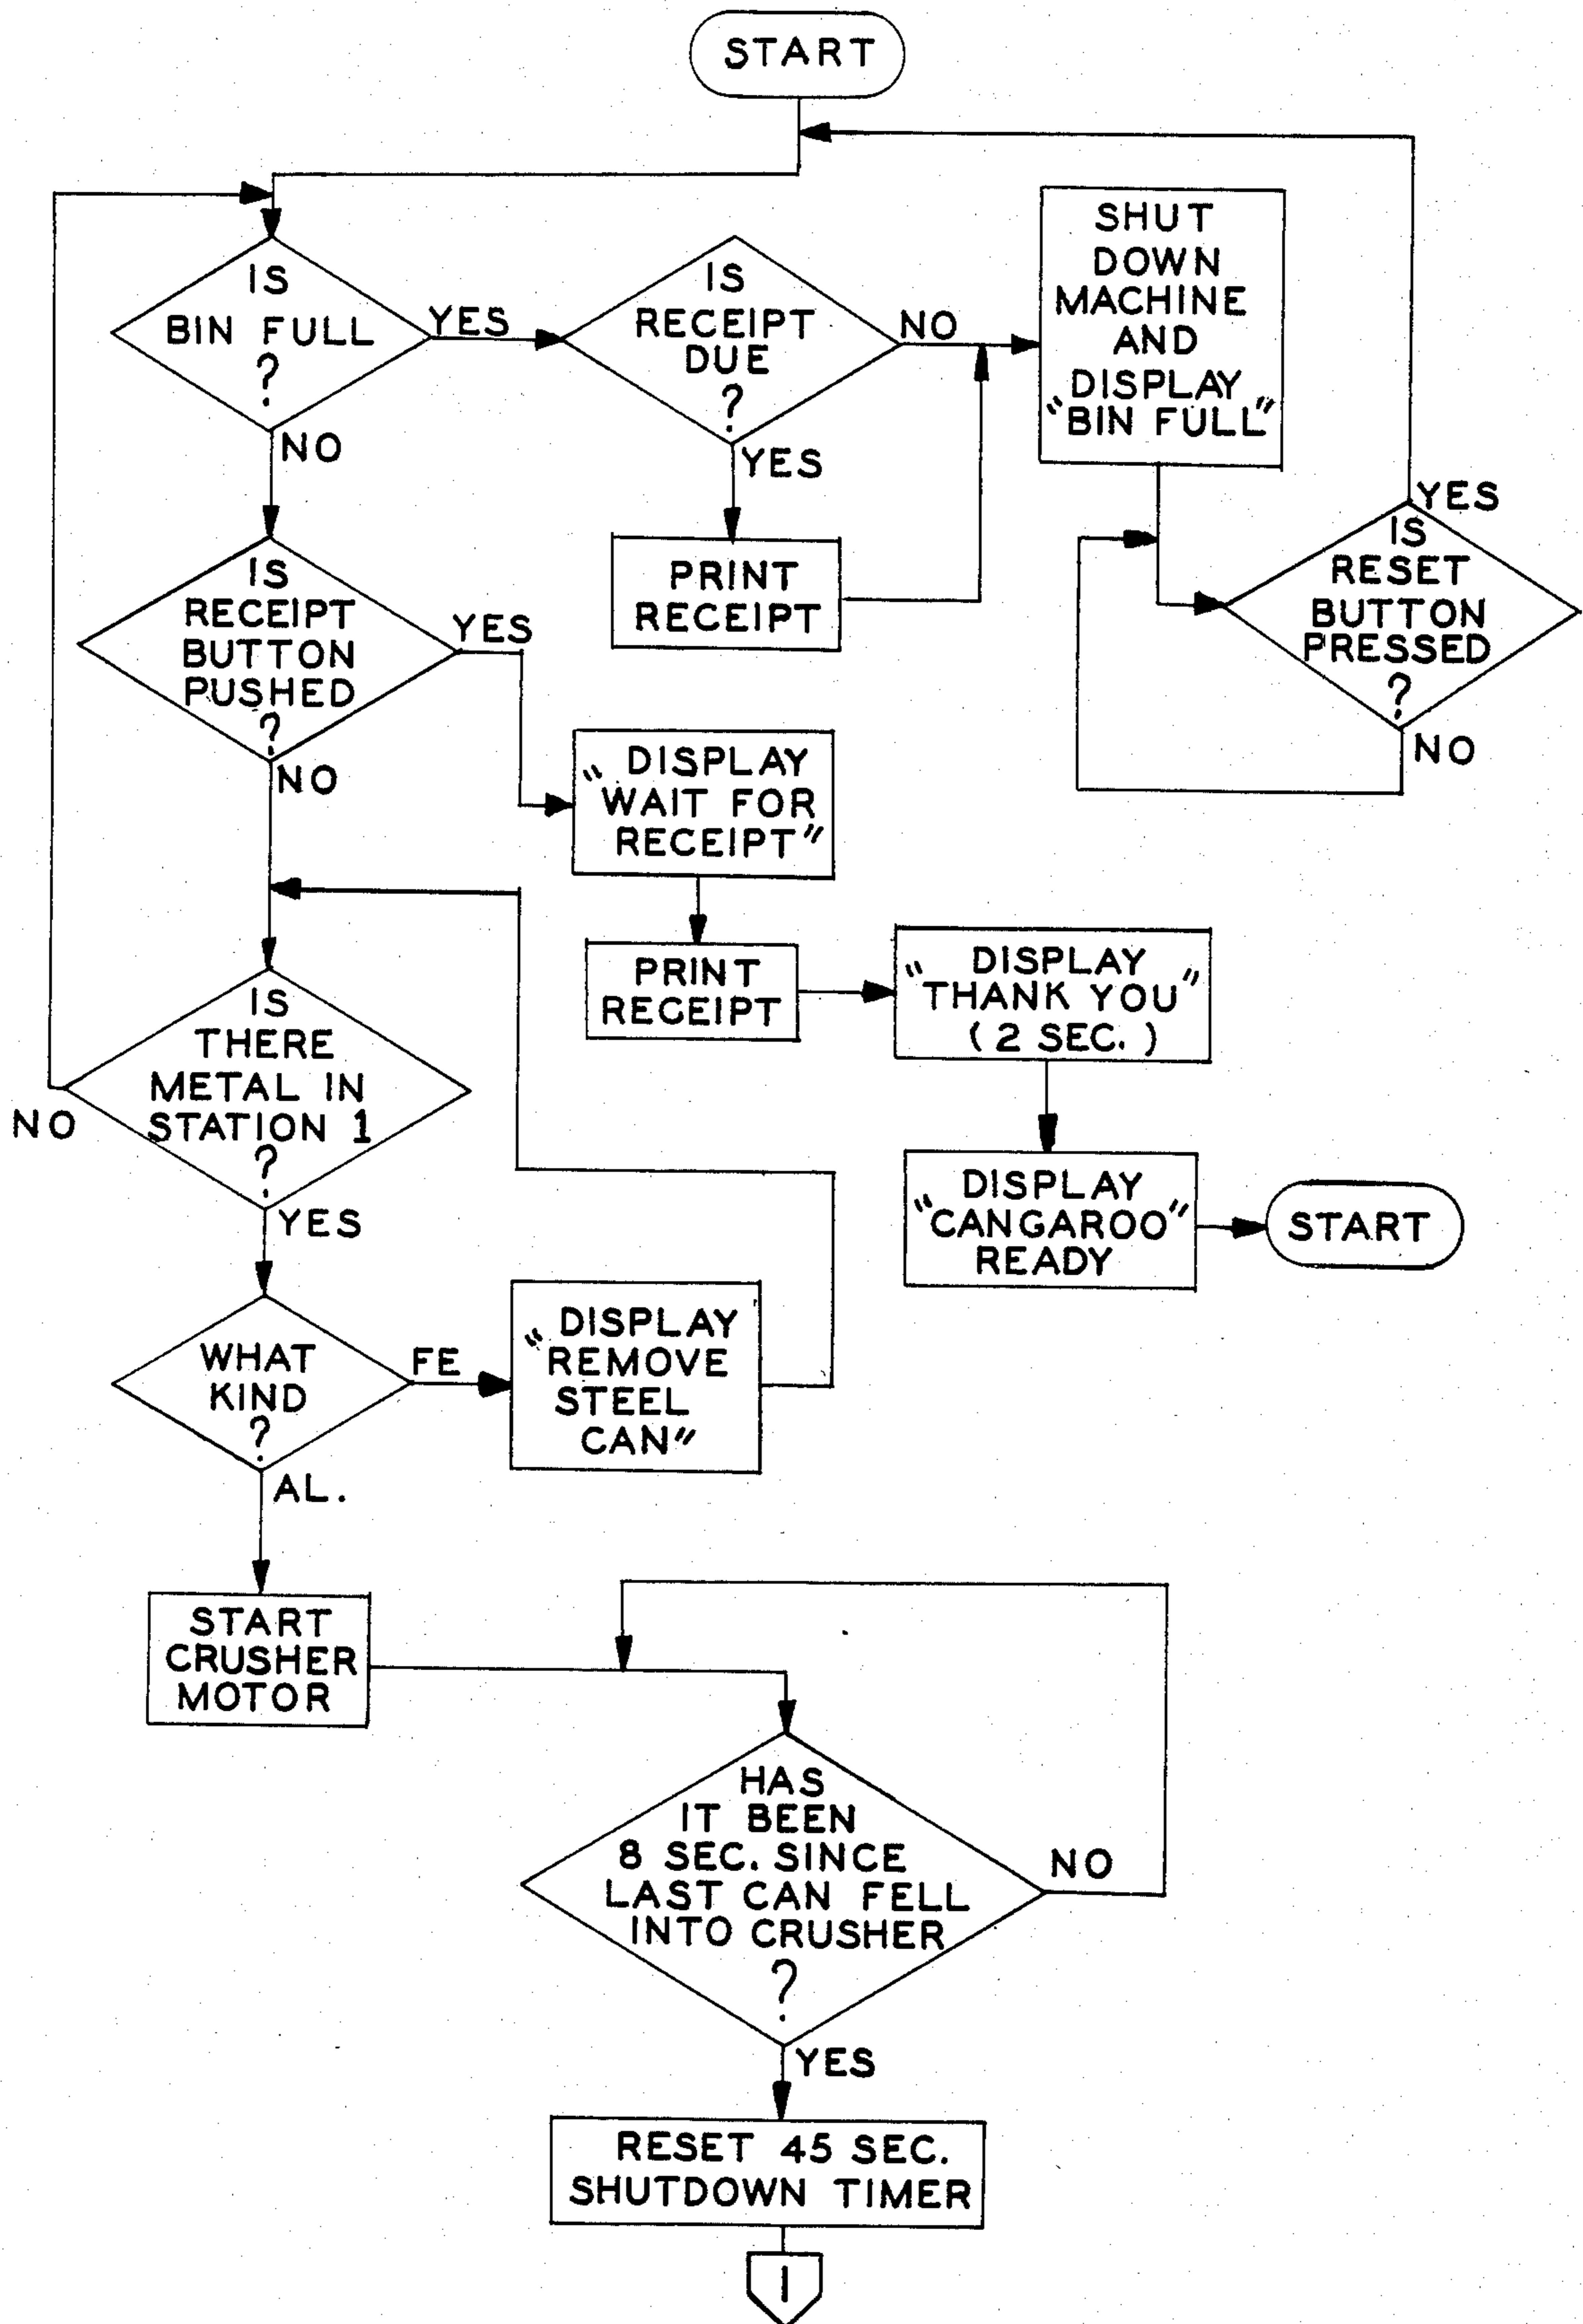 START
IS
BIN FULL
?
YES
NO
IS
RECEIPT
DUE
?
NO
YES
PRINT
RECEIPT
SHUT
DOWN
MACHINE
AND
DISPLAY
"BIN FULL"
YES
IS
RESET
BUTTON
PRESSED
?
NO
IS
RECEIPT
BUTTON
PUSHED
?
YES
NO
" DISPLAY
WAIT FOR
RECEIPT"
PRINT
RECEIPT
" DISPLAY "
THANK YOU
( 2 SEC. )
DISPLAY
"CANGAROO"
READY
START
IS
THERE
METAL IN
STATION 1
?
NO
YES
WHAT
KIND
?
FE
AL.
" DISPLAY
REMOVE
STEEL
CAN"
START
CRUSHER
MOTOR
HAS
IT BEEN
8 SEC. SINCE
LAST CAN FELL
INTO CRUSHER
?
NO
YES
RESET 45 SEC.
SHUTDOWN TIMER
1